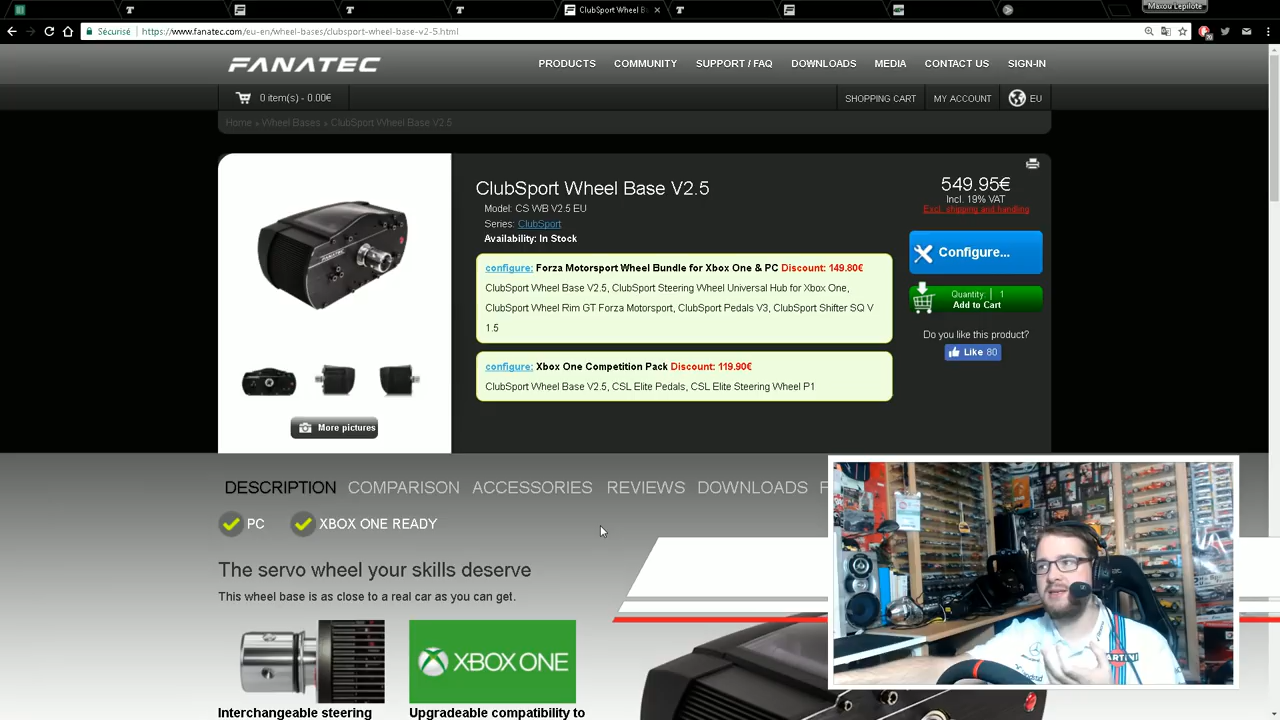 ClubSport Wheel B
Maxou Lepilote
Sécurisé
https://www.fanatec.com/eu-en/wheel-bases/clubsport-wheel-base-v2-5.html
FANATEC
PRODUCTS COMMUNITY SUPPORT / FAQ DOWNLOADS MEDIA CONTACT US SIGN-IN
0 item(s) - 0.00€
SHOPPING CART MY ACCOUNT EU
Home » Wheel Bases » ClubSport Wheel Base V2.5
ClubSport Wheel Base V2.5
Model: CS WB V2.5 EU
Series: ClubSport
Availability: In Stock
549.95€
Incl. 19% VAT
Excl. shipping and handling
Configure...
Quantity: 1
Add to Cart
Do you like this product?
Like 80
configure: Forza Motorsport Wheel Bundle for Xbox One & PC Discount: 149.80€
ClubSport Wheel Base V2.5, ClubSport Steering Wheel Universal Hub for Xbox One,
ClubSport Wheel Rim GT Forza Motorsport, ClubSport Pedals V3, ClubSport Shifter SQ V
1.5
configure: Xbox One Competition Pack Discount: 119.90€
ClubSport Wheel Base V2.5, CSL Elite Pedals, CSL Elite Steering Wheel P1
FANATEC
More pictures
DESCRIPTION COMPARISON ACCESSORIES REVIEWS DOWNLOADS F
PC XBOX ONE READY
The servo wheel your skills deserve
This wheel base is as close to a real car as you can get.
XBOX ONE
Interchangeable steering
Upgradeable compatibility to
MARTINI